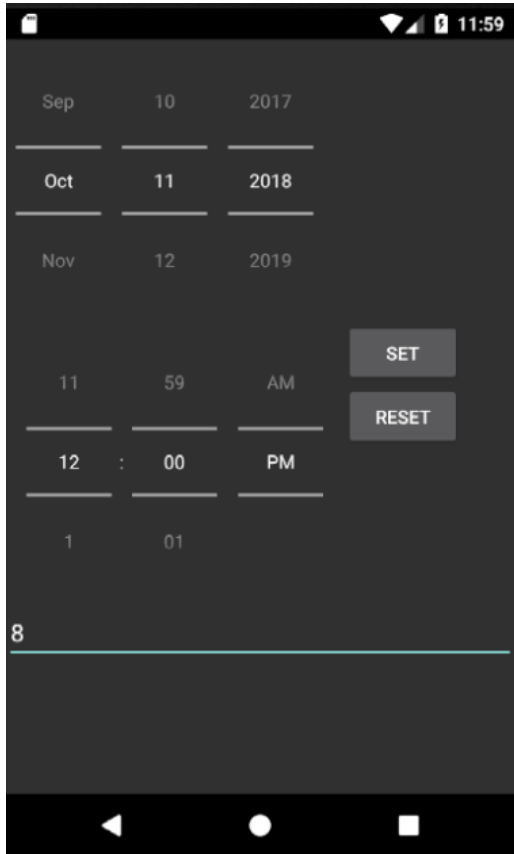 11:59
Sep 10 2017
Oct 11 2018
Nov 12 2019
SET
11 59 AM
RESET
12 : 00 PM
1 01
8